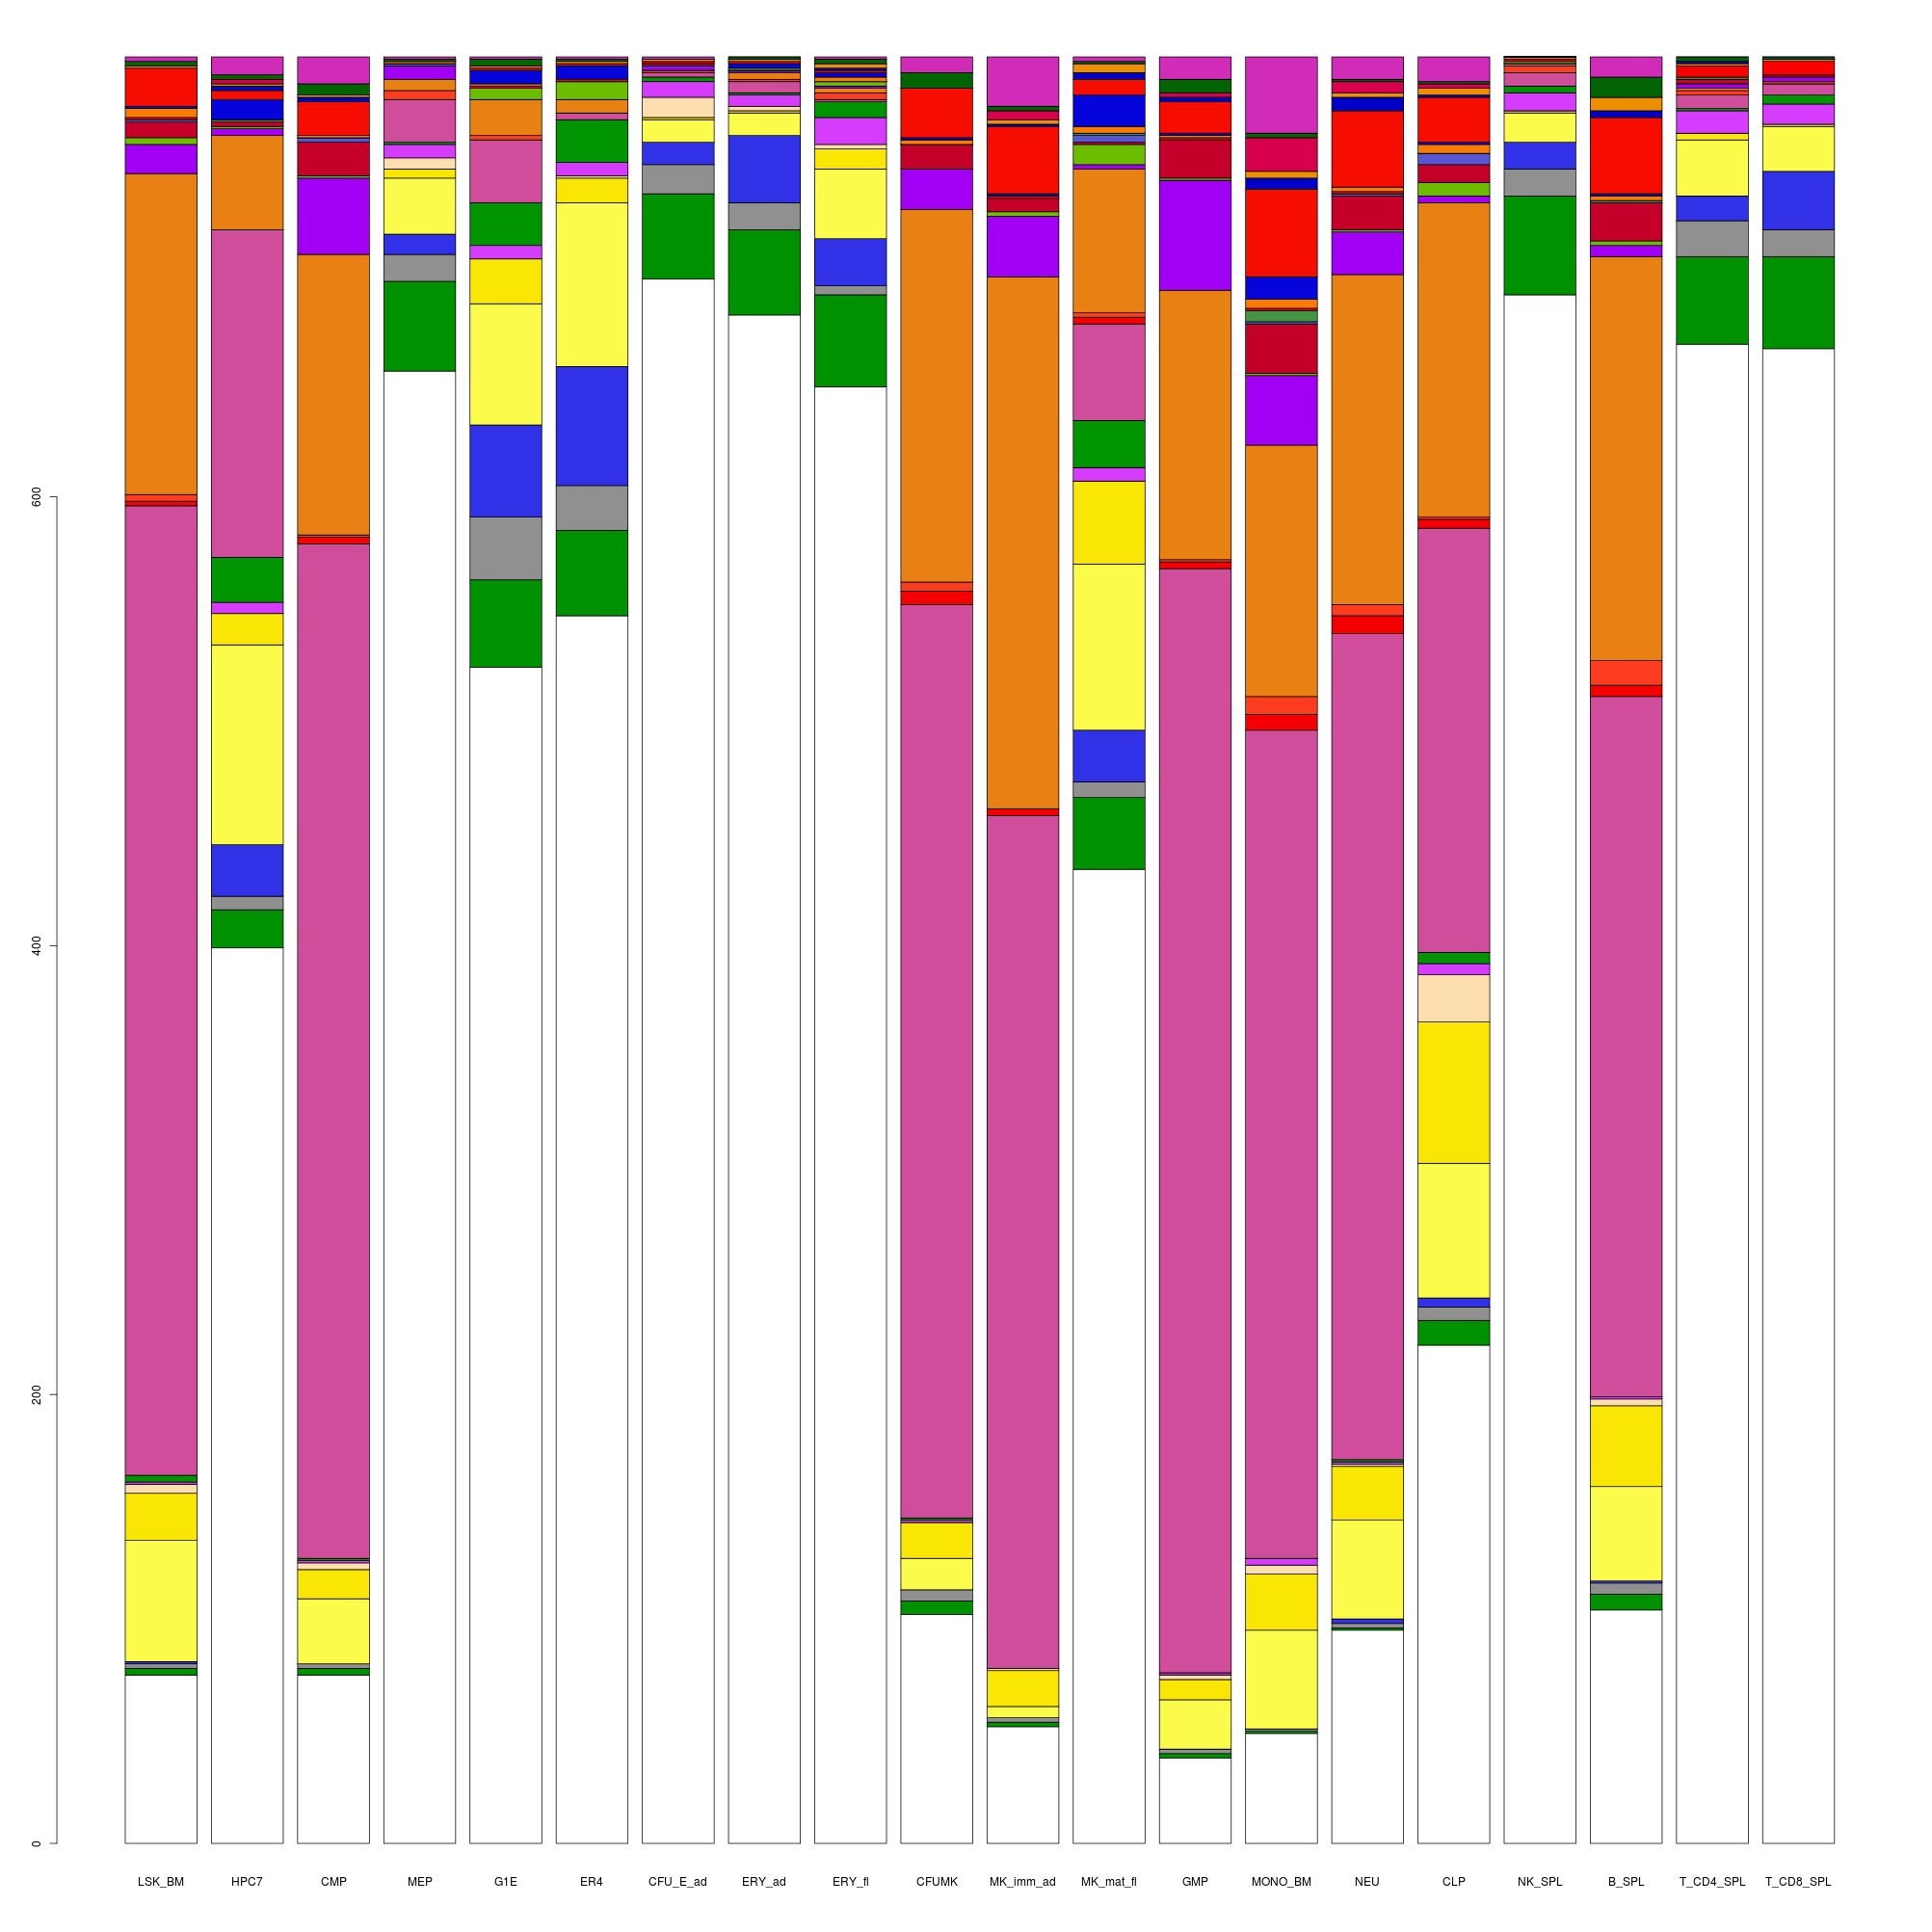 600
400
200
0
LSK_BM HPC7 CMP MEP G1E ER4 CFU_E_ad ERY_ad ERY_fl CFUMK MK_imm_ad MK_mat_fl GMP MONO_BM NEU CLP NK_SPL B_SPL T_CD4_SPL T_CD8_SPL